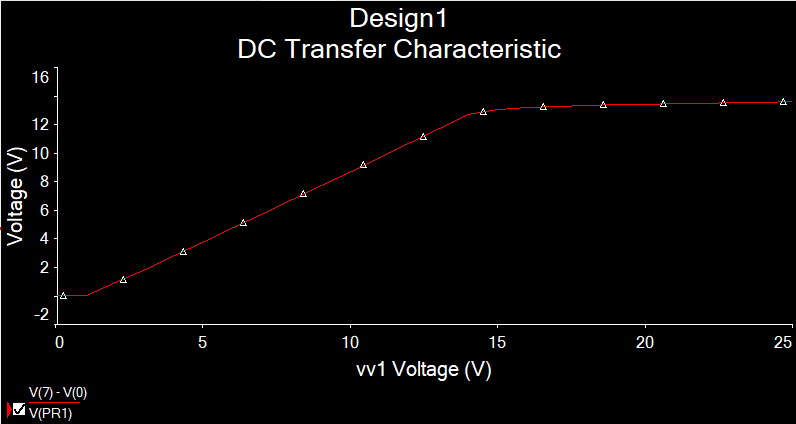 Design1
DC Transfer Characteristic
16
12
10
8
6
4
2
-2
Voltage (V)
0 5 10 15 20 25
vv1 Voltage (V)
V(7) - V(0)
V(PR1)